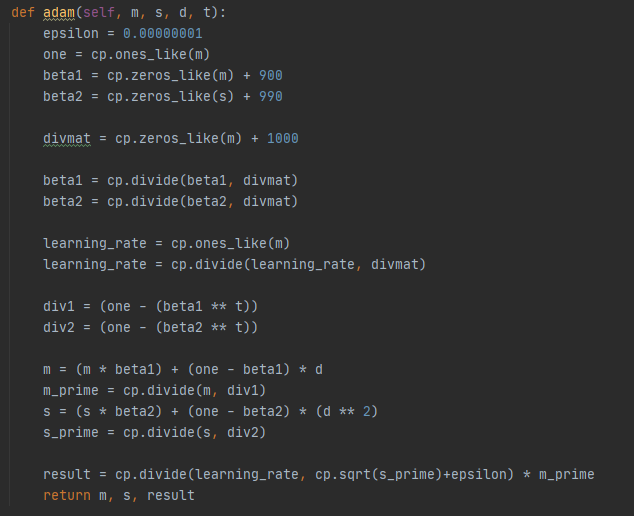 def adam(self, m, s, d, t):
    epsilon = 0.00000001
    one = cp.ones_like(m)
    beta1 = cp.zeros_like(m) + 900
    beta2 = cp.zeros_like(s) + 990

    divmat = cp.zeros_like(m) + 1000

    beta1 = cp.divide(beta1, divmat)
    beta2 = cp.divide(beta2, divmat)

    learning_rate = cp.ones_like(m)
    learning_rate = cp.divide(learning_rate, divmat)

    div1 = (one - (beta1 ** t))
    div2 = (one - (beta2 ** t))

    m = (m * beta1) + (one - beta1) * d
    m_prime = cp.divide(m, div1)
    s = (s * beta2) + (one - beta2) * (d ** 2)
    s_prime = cp.divide(s, div2)

    result = cp.divide(learning_rate, cp.sqrt(s_prime)+epsilon) * m_prime
    return m, s, result